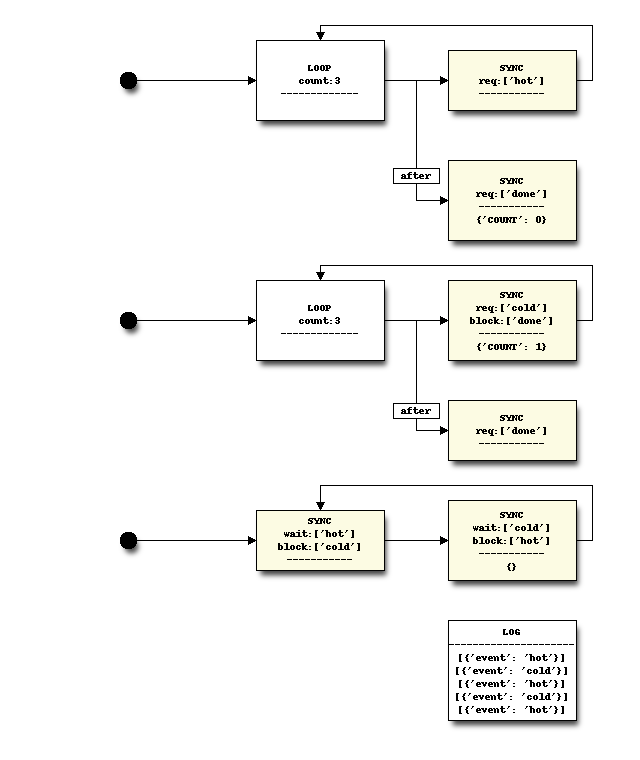 LOOP
count:3
-------------
SYNC
req:['hot']
-----------
after
SYNC
req:['done']
-----------
{'COUNT': 0}
LOOP
count:3
-------------
SYNC
req:['cold']
block:['done']
-----------
{'COUNT': 1}
after
SYNC
req:['done']
-----------
SYNC
wait:['hot']
block:['cold']
-----------
SYNC
wait:['cold']
block:['hot']
-----------
{}
LOG
---------------------
[{'event': 'hot'}]
[{'event': 'cold'}]
[{'event': 'hot'}]
[{'event': 'cold'}]
[{'event': 'hot'}]